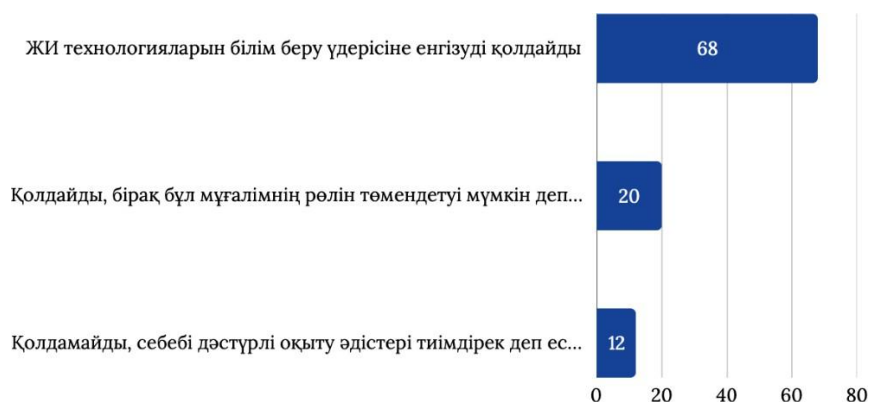 ЖИ технологияларын білім беру үдерісіне енгізуді қолдайды
68
Қолдайды, бірақ бұл мұғалімнің рөлін төмендетуі мүмкін деп...
20
Қолдамайды, себебі дәстүрлі оқыту әдістері тиімдірек деп ес...
12
0 20 40 60 80